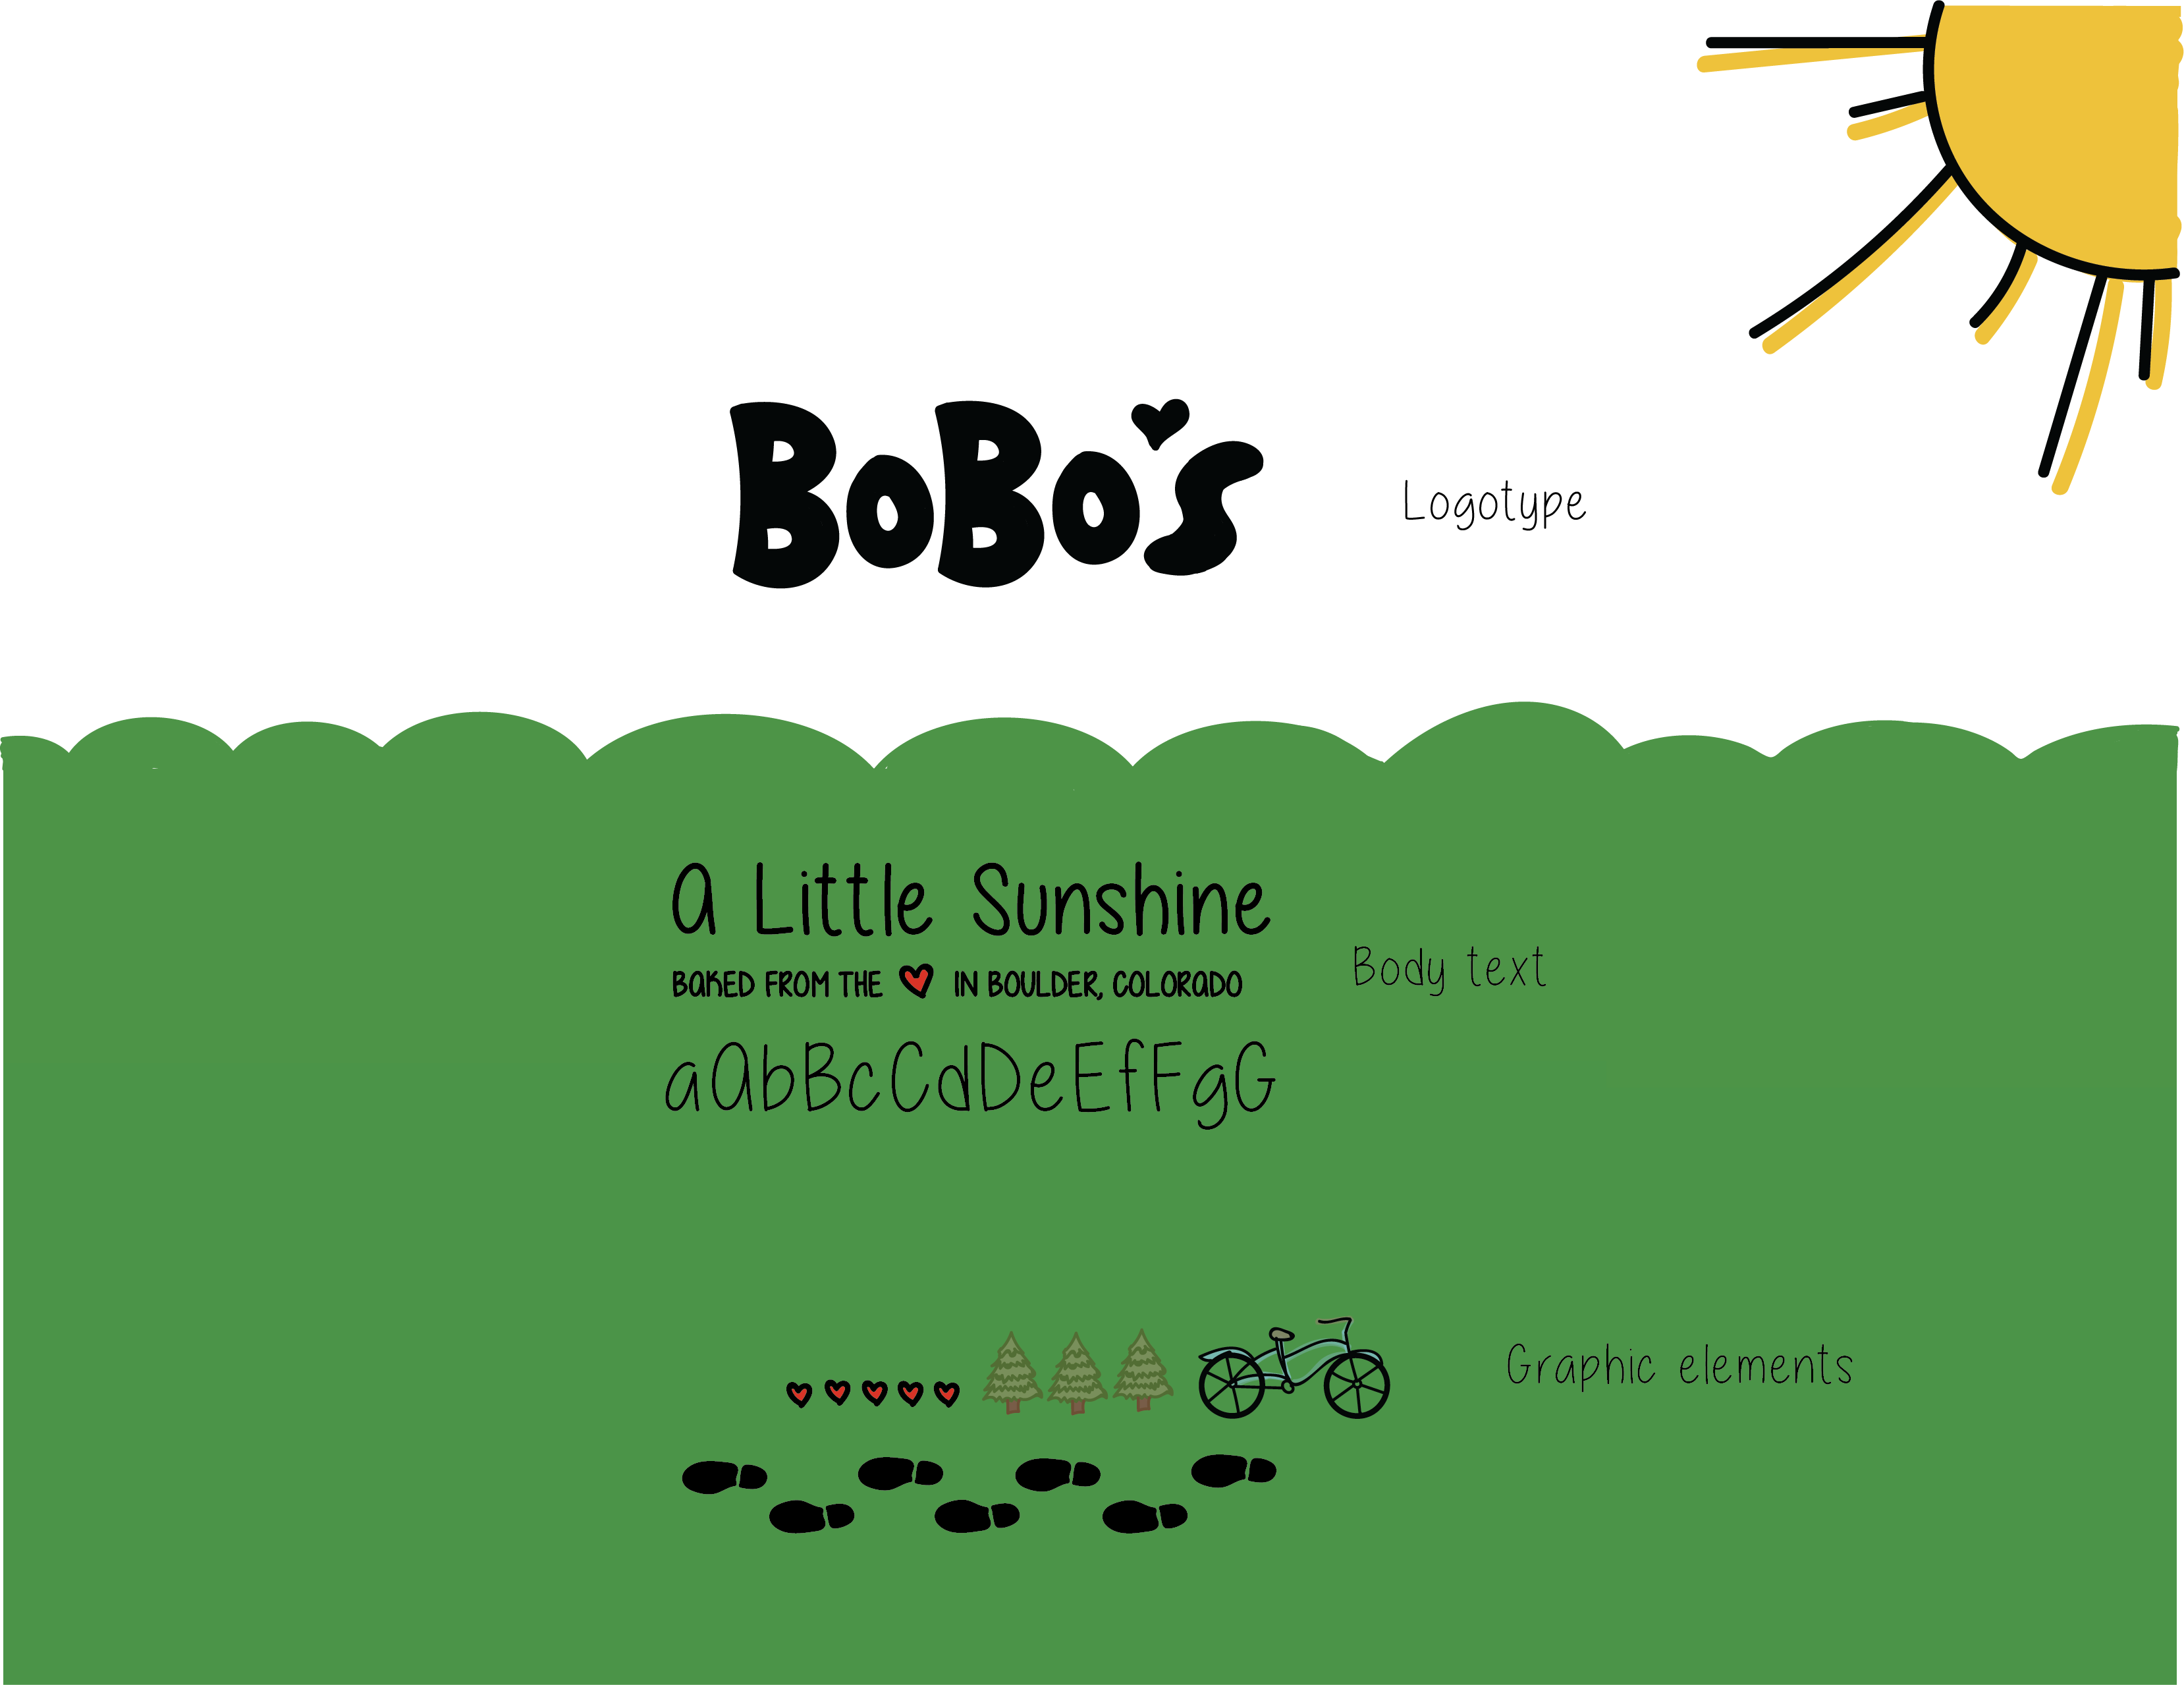 BoBo's
Logotype
A Little Sunshine
BAKED FROM THE IN BOULDER, COLORADO
Body text
aAbBcCdDeEfFgG
Graphic elements